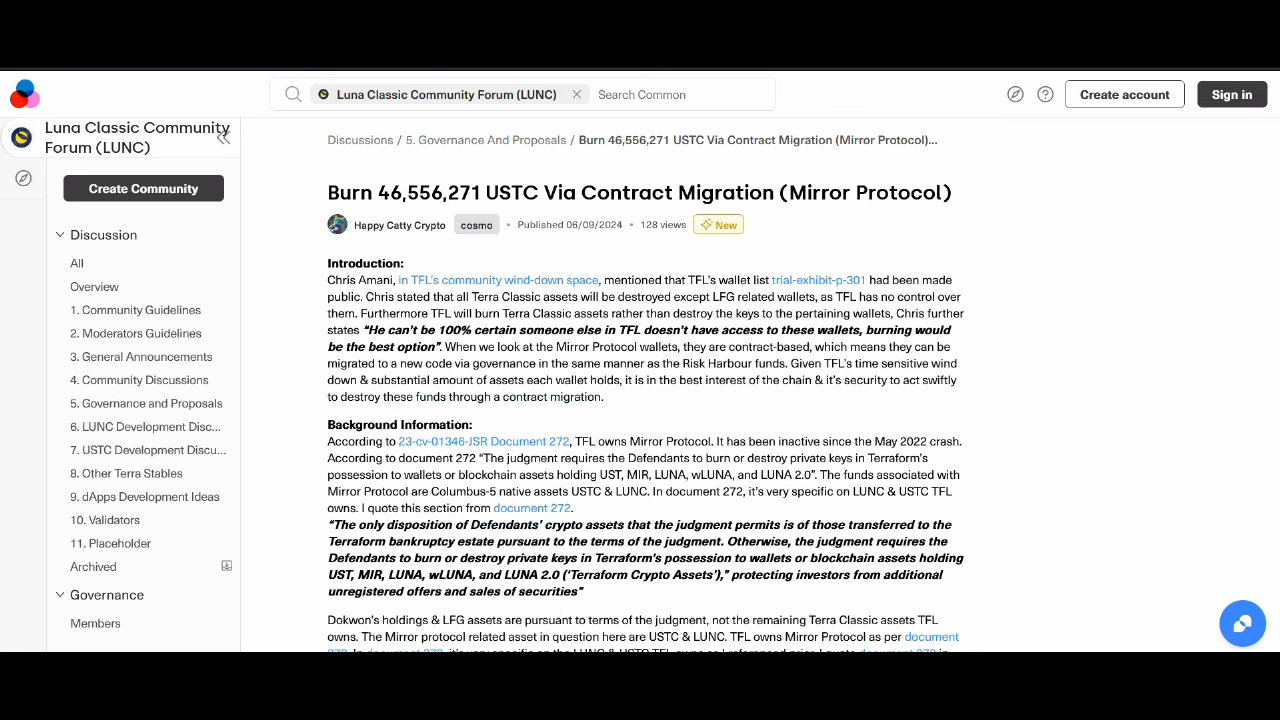 Luna Classic Community Forum (LUNC)
Search Common
Create account
Sign in
Luna Classic Community
Forum (LUNC)
Create Community
Discussion
All
Overview
1. Community Guidelines
2. Moderators Guidelines
3. General Announcements
4. Community Discussions
5. Governance and Proposals
6. LUNC Development Disc...
7. USTC Development Discu...
8. Other Terra Stables
9. dApps Development Ideas
10. Validators
11. Placeholder
Archived
Governance
Members
Discussions / 5. Governance And Proposals / Burn 46,556,271 USTC Via Contract Migration (Mirror Protocol)...
Burn 46,556,271 USTC Via Contract Migration (Mirror Protocol)
Happy Catty Crypto cosmo • Published 06/09/2024 • 128 views New
Introduction:
Chris Amani, in TFL's community wind-down space, mentioned that TFL's wallet list trial-exhibit-p-301 had been made
public. Chris stated that all Terra Classic assets will be destroyed except LFG related wallets, as TFL has no control over
them. Furthermore TFL will burn Terra Classic assets rather than destroy the keys to the pertaining wallets, Chris further
states “He can’t be 100% certain someone else in TFL doesn’t have access to these wallets, burning would
be the best option”. When we look at the Mirror Protocol wallets, they are contract-based, which means they can be
migrated to a new code via governance in the same manner as the Risk Harbour funds. Given TFL’s time sensitive wind
down & substantial amount of assets each wallet holds, it is in the best interest of the chain & it’s security to act swiftly
to destroy these funds through a contract migration.
Background Information:
According to 23-cv-01346-JSR Document 272, TFL owns Mirror Protocol. It has been inactive since the May 2022 crash.
According to document 272 “The judgment requires the Defendants to burn or destroy private keys in Terraform’s
possession to wallets or blockchain assets holding UST, MIR, LUNA, wLUNA, and LUNA 2.0”. The funds associated with
Mirror Protocol are Columbus-5 native assets USTC & LUNC. In document 272, it’s very specific on LUNC & USTC TFL
owns. I quote this section from document 272.
“The only disposition of Defendants’ crypto assets that the judgment permits is of those transferred to the
Terraform bankruptcy estate pursuant to the terms of the judgment. Otherwise, the judgment requires the
Defendants to burn or destroy private keys in Terraform’s possession to wallets or blockchain assets holding
UST, MIR, LUNA, wLUNA, and LUNA 2.0 (‘Terraform Crypto Assets’),” protecting investors from additional
unregistered offers and sales of securities”
Dokwon’s holdings & LFG assets are pursuant to terms of the judgment, not the remaining Terra Classic assets TFL
owns. The Mirror protocol related asset in question here are USTC & LUNC. TFL owns Mirror Protocol as per document